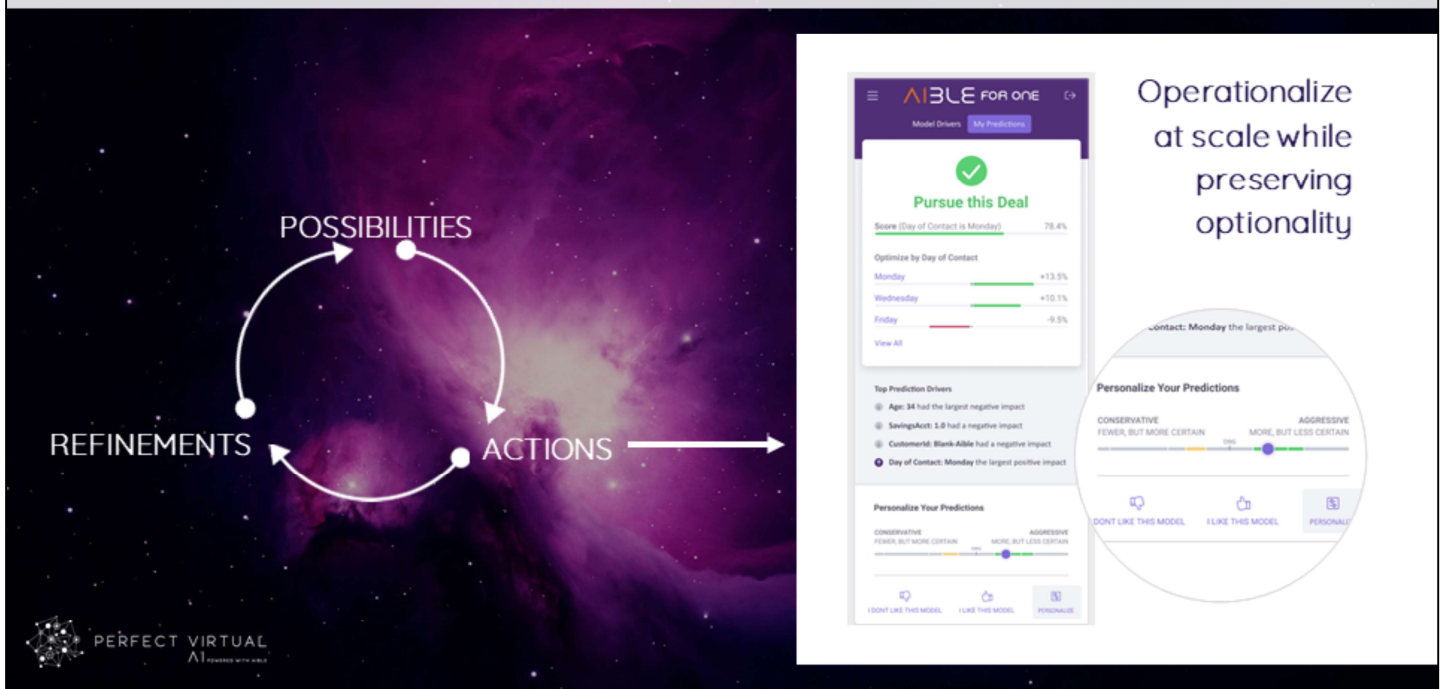 POSSIBILITIES
REFINEMENTS
ACTIONS
PERFECT VIRTUAL
AI POWERED WITH AIBLE
AIBLE FOR ONE
Model Drivers My Predictions
Pursue this Deal
Score (Day of Contact is Monday) 78.4%
Optimize by Day of Contact
Monday +13.5%
Wednesday +10.1%
Friday -9.5%
View All
Top Prediction Drivers
Age: 34 had the largest negative impact
SavingsAcct: 1.0 had a negative impact
CustomerId: Blank-Aible had a negative impact
Day of Contact: Monday the largest positive impact
Personalize Your Predictions
CONSERVATIVE AGGRESSIVE
FEWER, BUT MORE CERTAIN MORE, BUT LESS CERTAIN
ORIG
I DONT LIKE THIS MODEL I LIKE THIS MODEL PERSONALIZE
Operationalize
at scale while
preserving
optionality
Contact: Monday the largest pos
Personalize Your Predictions
CONSERVATIVE AGGRESSIVE
FEWER, BUT MORE CERTAIN MORE, BUT LESS CERTAIN
ORIG
DONT LIKE THIS MODEL I LIKE THIS MODEL PERSONALIZ